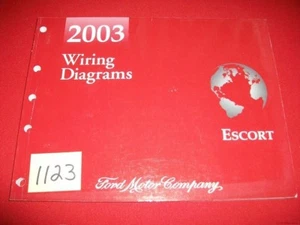 2003
Wiring
Diagrams
ESCORT
1123
Ford Motor Company